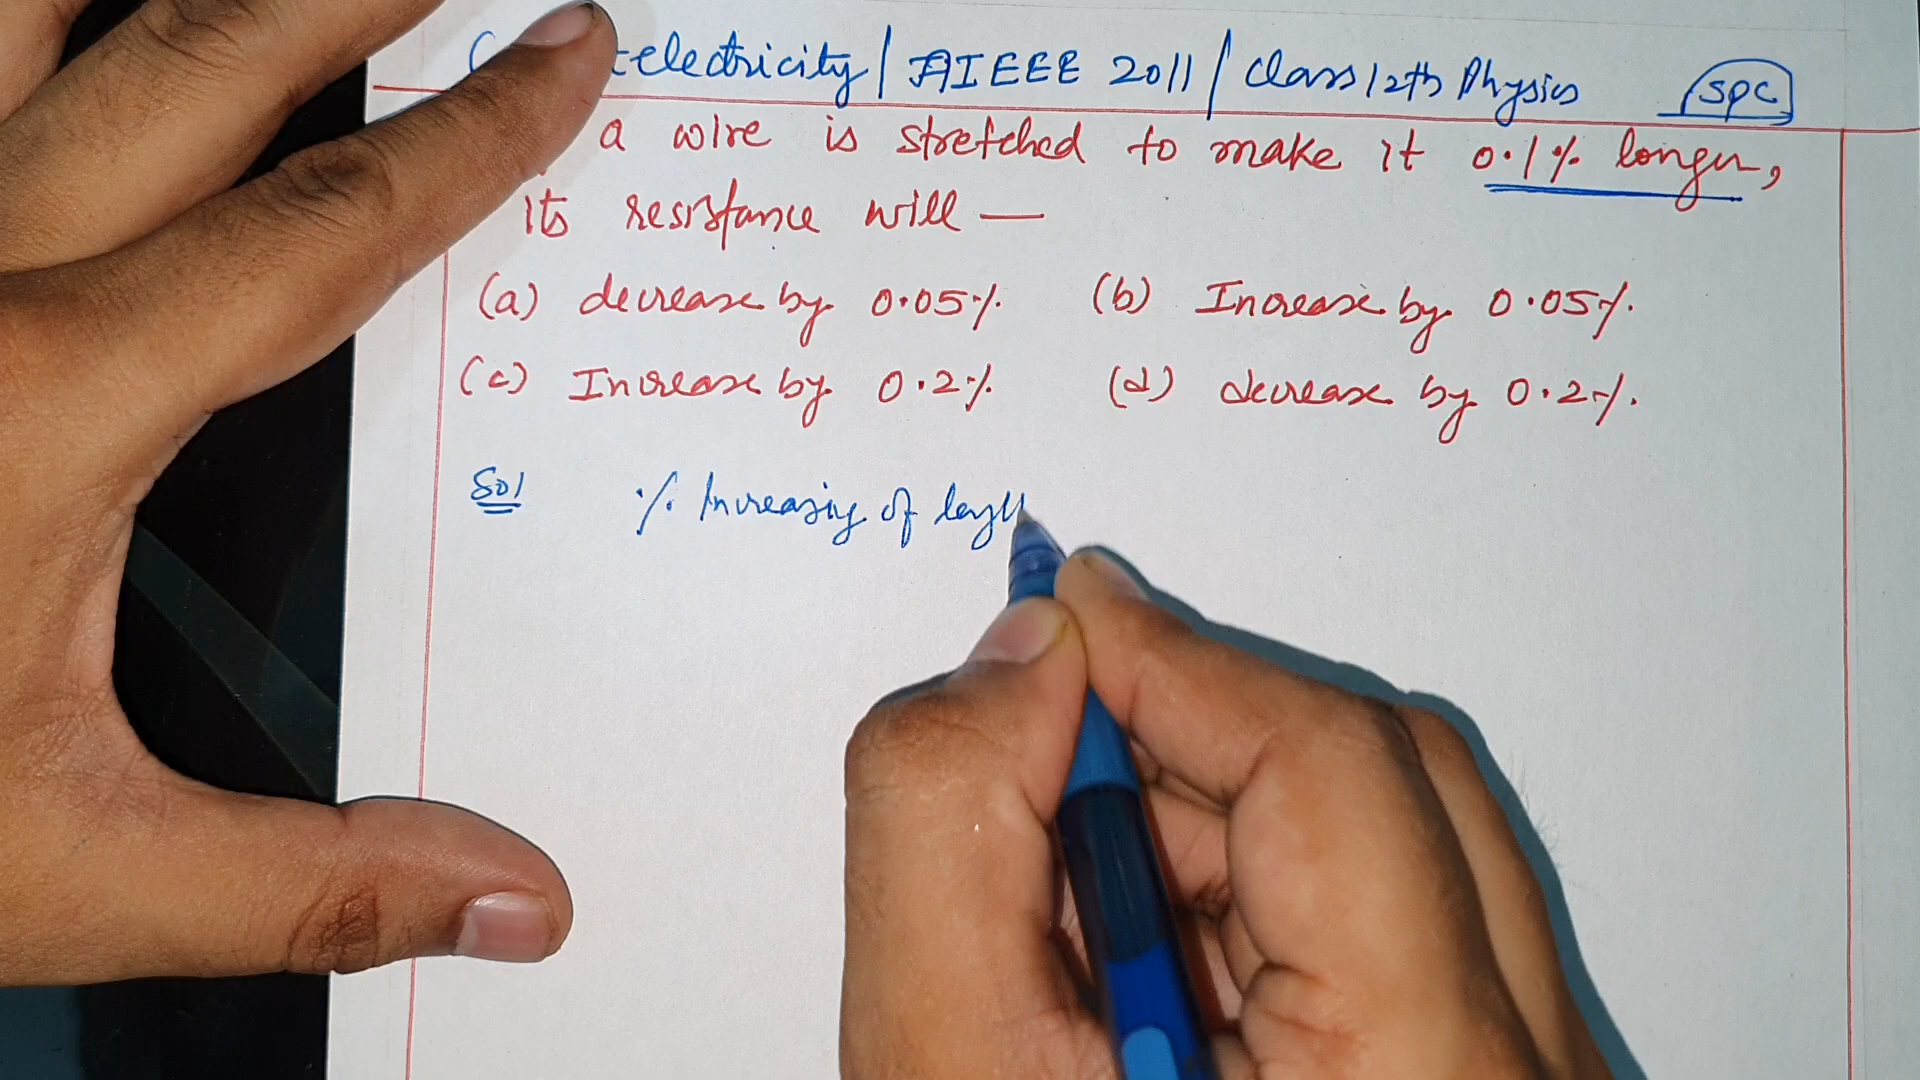 electricity / AIEEE 2011 / class 12th Physics SPC
a wire is stretched to make it 0.1% longer,
its resistance will —
(a) decrease by 0.05% (b) Increase by 0.05%.
(c) Increase by 0.2% (d) decrease by 0.2%.
Sol % Increasing of length